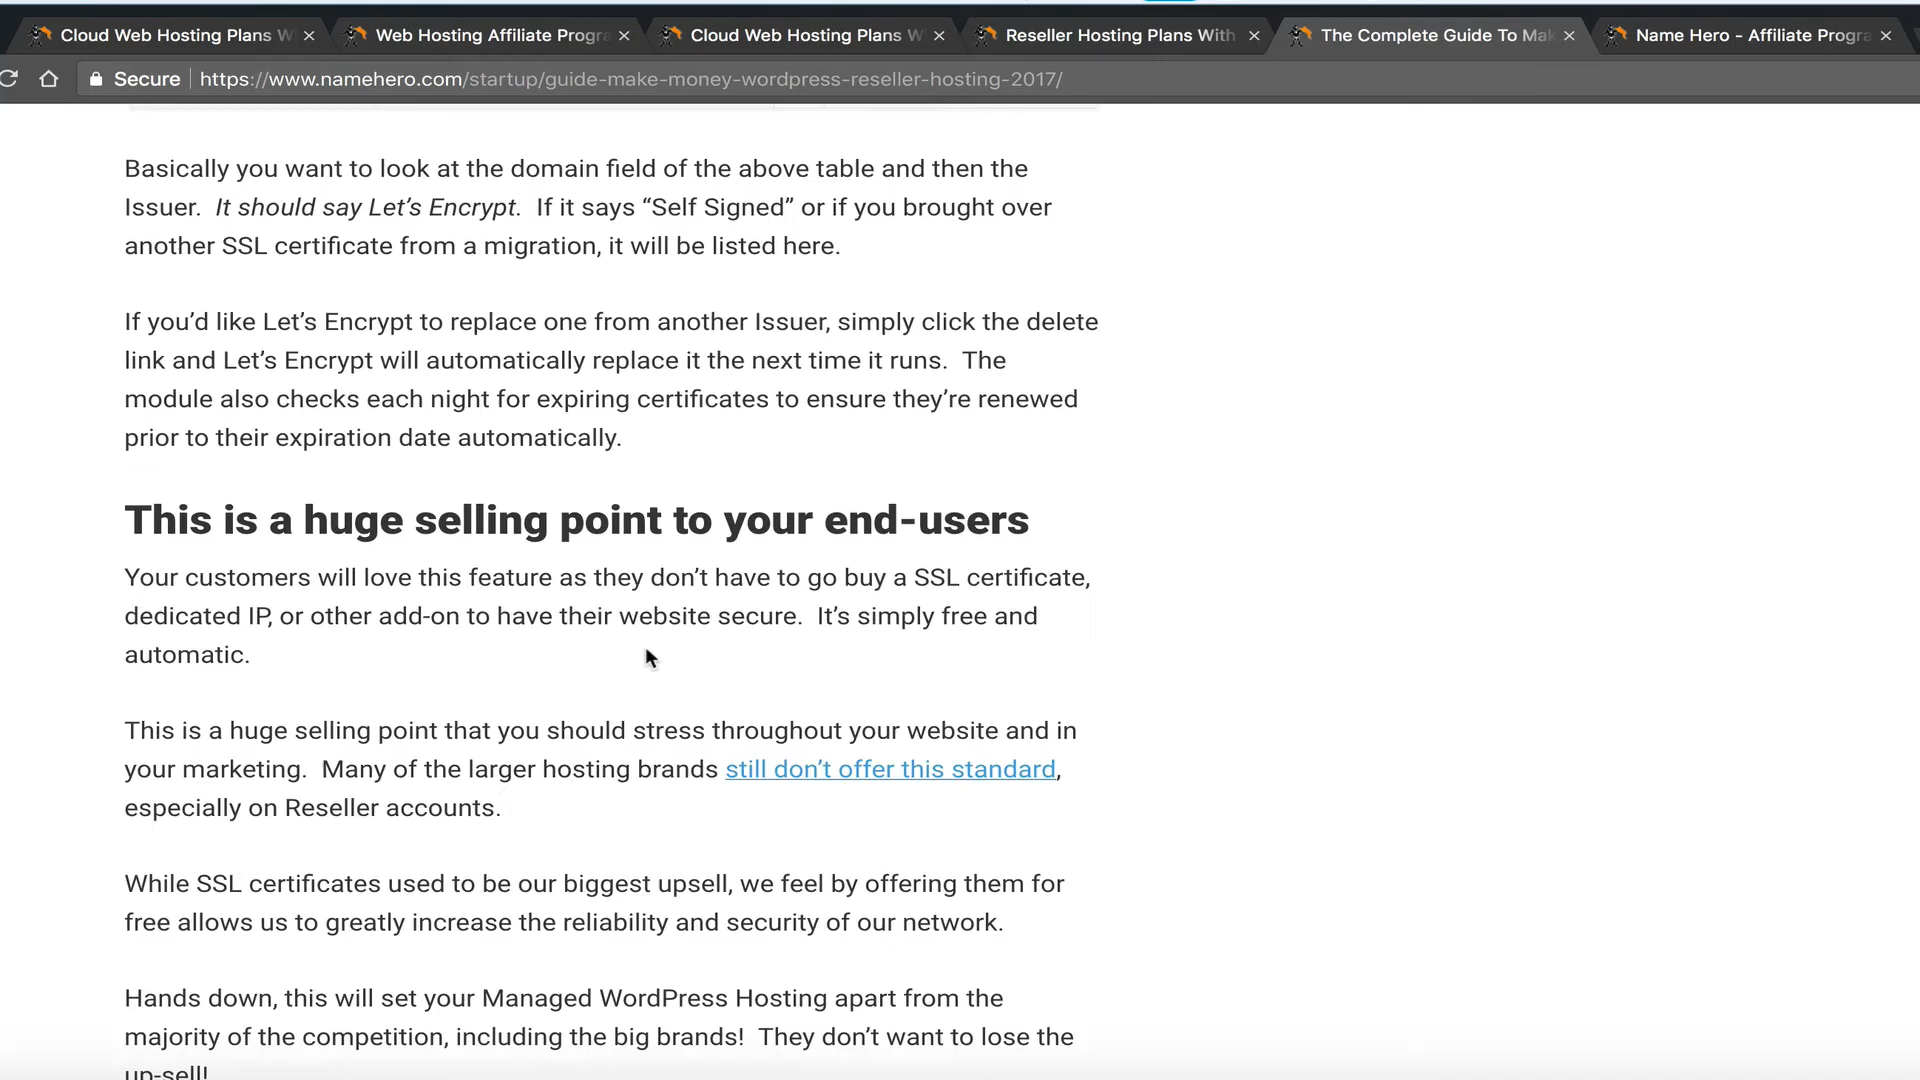 Cloud Web Hosting Plans W
Web Hosting Affiliate Progra
Cloud Web Hosting Plans W
Reseller Hosting Plans With
The Complete Guide To Mak
Name Hero - Affiliate Progra
Secure
https://www.namehero.com/startup/guide-make-money-wordpress-reseller-hosting-2017/
Basically you want to look at the domain field of the above table and then the
Issuer. It should say Let’s Encrypt. If it says “Self Signed” or if you brought over
another SSL certificate from a migration, it will be listed here.
If you’d like Let’s Encrypt to replace one from another Issuer, simply click the delete
link and Let’s Encrypt will automatically replace it the next time it runs. The
module also checks each night for expiring certificates to ensure they’re renewed
prior to their expiration date automatically.
This is a huge selling point to your end-users
Your customers will love this feature as they don’t have to go buy a SSL certificate,
dedicated IP, or other add-on to have their website secure. It’s simply free and
automatic.
This is a huge selling point that you should stress throughout your website and in
your marketing. Many of the larger hosting brands still don’t offer this standard,
especially on Reseller accounts.
While SSL certificates used to be our biggest upsell, we feel by offering them for
free allows us to greatly increase the reliability and security of our network.
Hands down, this will set your Managed WordPress Hosting apart from the
majority of the competition, including the big brands! They don’t want to lose the
up-sell!